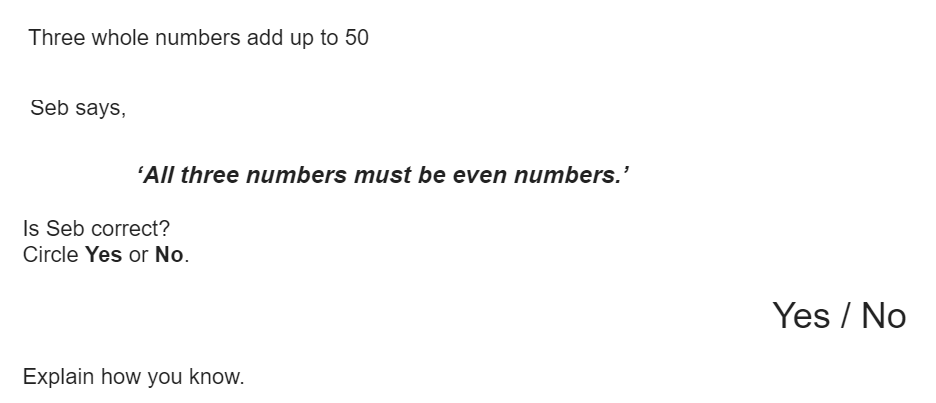 Three whole numbers add up to 50
Seb says,
‘All three numbers must be even numbers.’
Is Seb correct?
Circle Yes or No.
Yes / No
Explain how you know.